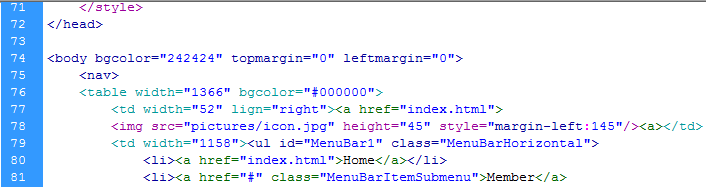 71 </style>
72 </head>
73
74 <body bgcolor="242424" topmargin="0" leftmargin="0">
75 <nav>
76 <table width="1366" bgcolor="#000000">
77 <td width="52" lign="right"><a href="index.html">
78 <img src="pictures/icon.jpg" height="45" style="margin-left:145"/><a></td>
79 <td width="1158"><ul id="MenuBar1" class="MenuBarHorizontal">
80 <li><a href="index.html">Home</a></li>
81 <li><a href="#" class="MenuBarItemSubmenu">Member</a>